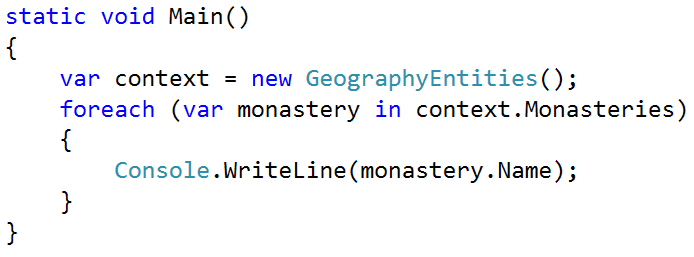 static void Main()
{
    var context = new GeographyEntities();
    foreach (var monastery in context.Monasteries)
    {
        Console.WriteLine(monastery.Name);
    }
}